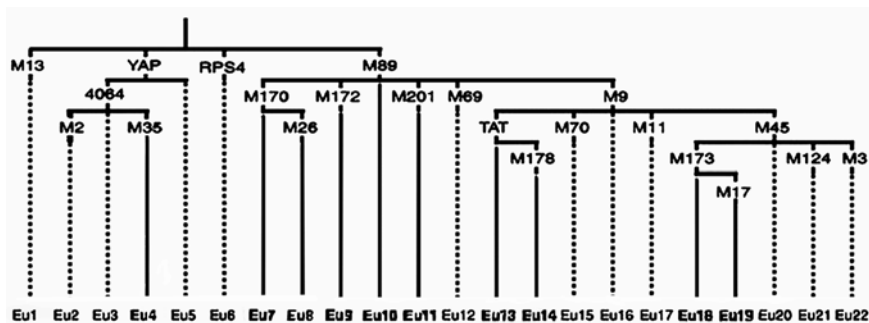 M13 YAP RPS4 M89
4064 M170 M172 M201 M69 M9
M2 M35 M26 TAT M70 M11 M45
M178 M173 M124 M3
M17
Eu1 Eu2 Eu3 Eu4 Eu5 Eu6 Eu7 Eu8 Eu9 Eu10 Eu11 Eu12 Eu13 Eu14 Eu15 Eu16 Eu17 Eu18 Eu19 Eu20 Eu21 Eu22